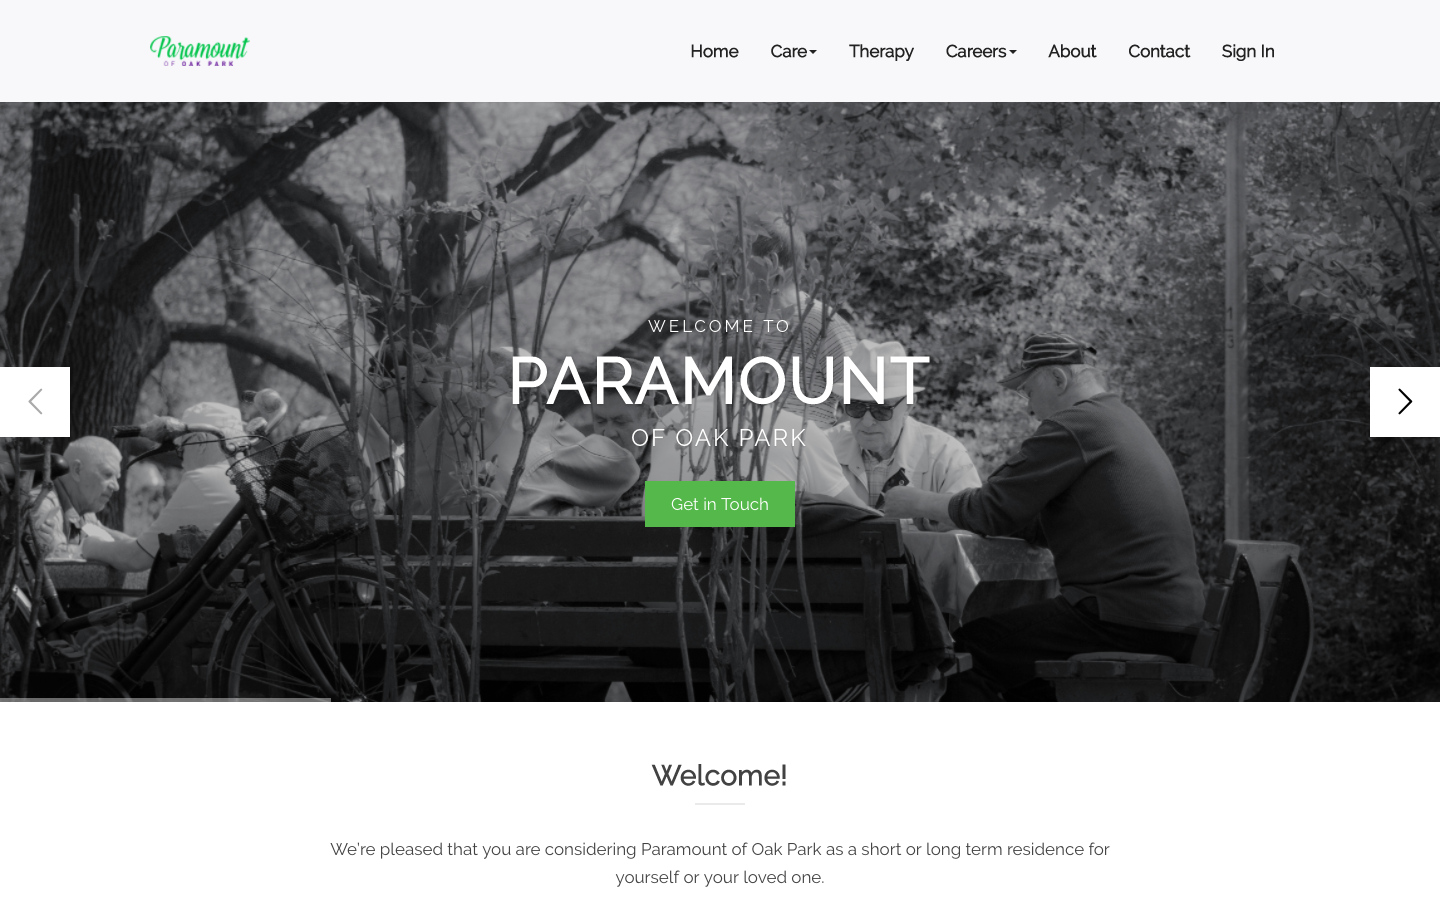 Paramount
OF OAK PARK
Home
Care
Therapy
Careers
About
Contact
Sign In
WELCOME TO
PARAMOUNT
OF OAK PARK
Get in Touch
Welcome!
We're pleased that you are considering Paramount of Oak Park as a short or long term residence for
yourself or your loved one.